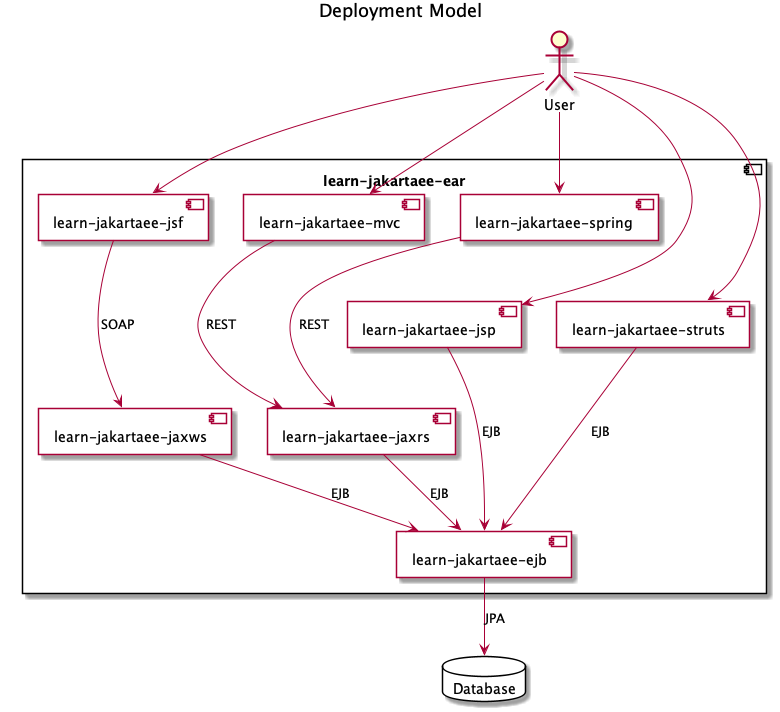 Deployment Model
User
learn-jakartaee-ear
learn-jakartaee-jsf
learn-jakartaee-mvc
learn-jakartaee-spring
SOAP
REST
REST
learn-jakartaee-jsp
learn-jakartaee-struts
learn-jakartaee-jaxws
learn-jakartaee-jaxrs
EJB
EJB
EJB
EJB
learn-jakartaee-ejb
JPA
Database